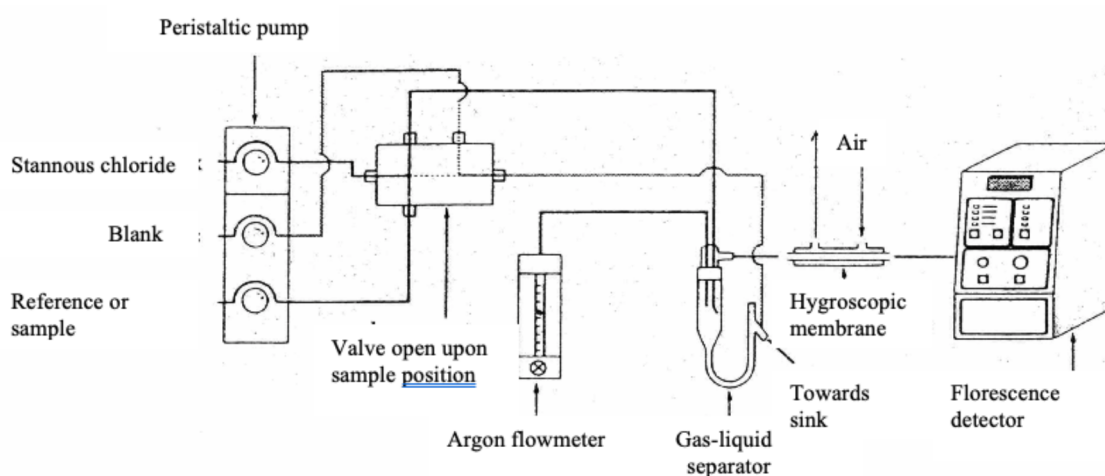 Peristaltic pump
Stannous chloride
Air
Blank
Reference or
sample
Hygroscopic
membrane
Valve open upon
sample position
Towards
sink
Florescence
detector
Argon flowmeter
Gas-liquid
separator